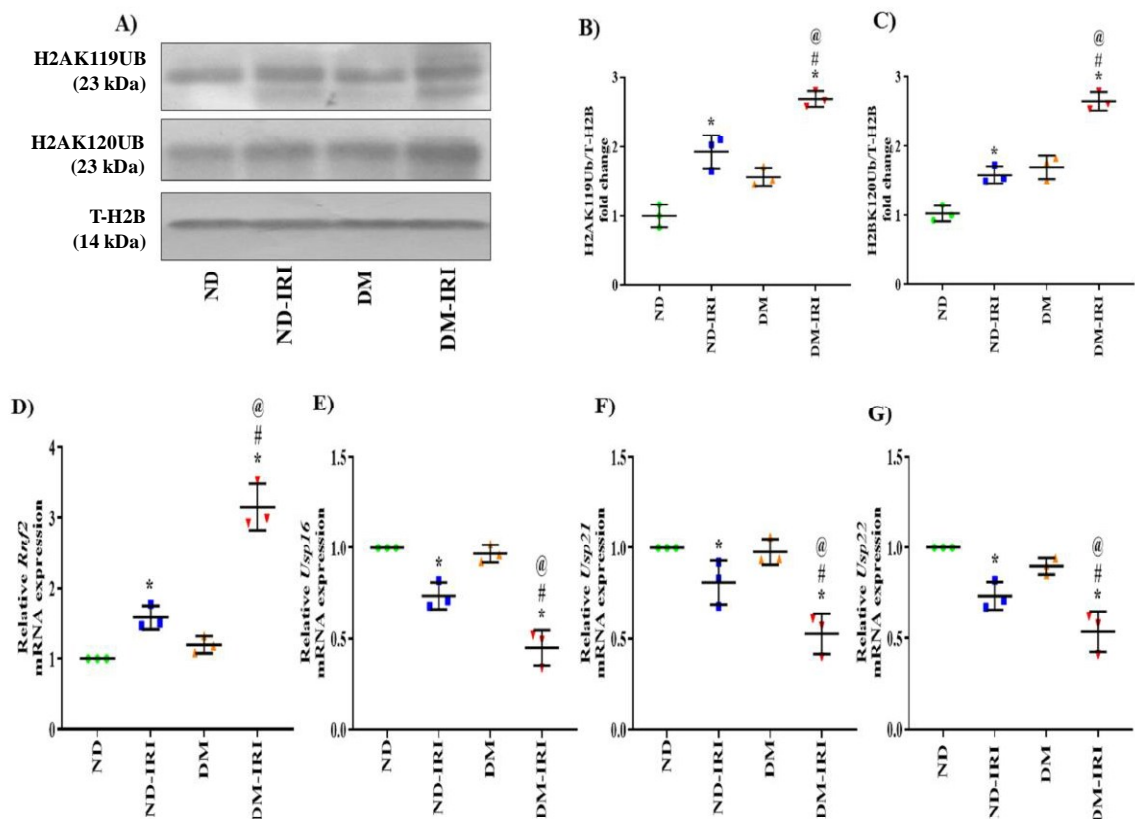 A)
H2AK119UB
(23 kDa)
H2AK120UB
(23 kDa)
T-H2B
(14 kDa)
ND
ND-IRI
DM
DM-IRI
B)
H2AK119Ub/T-H2B
fold change
3
2
1
0
*
@
#
*
ND
ND-IRI
DM
DM-IRI
C)
H2BK120Ub/T-H2B
fold change
3
2
1
0
*
@
#
*
ND
ND-IRI
DM
DM-IRI
D)
Relative Rnf2
mRNA expression
4
3
2
1
0
*
@
#
*
ND
ND-IRI
DM
DM-IRI
E)
Relative Usp16
mRNA expression
1.5
1.0
0.5
0.0
*
@
#
*
ND
ND-IRI
DM
DM-IRI
F)
Relative Usp21
mRNA expression
1.5
1.0
0.5
0.0
*
@
#
*
ND
ND-IRI
DM
DM-IRI
G)
Relative Usp22
mRNA expression
1.5
1.0
0.5
0.0
*
@
#
*
ND
ND-IRI
DM
DM-IRI